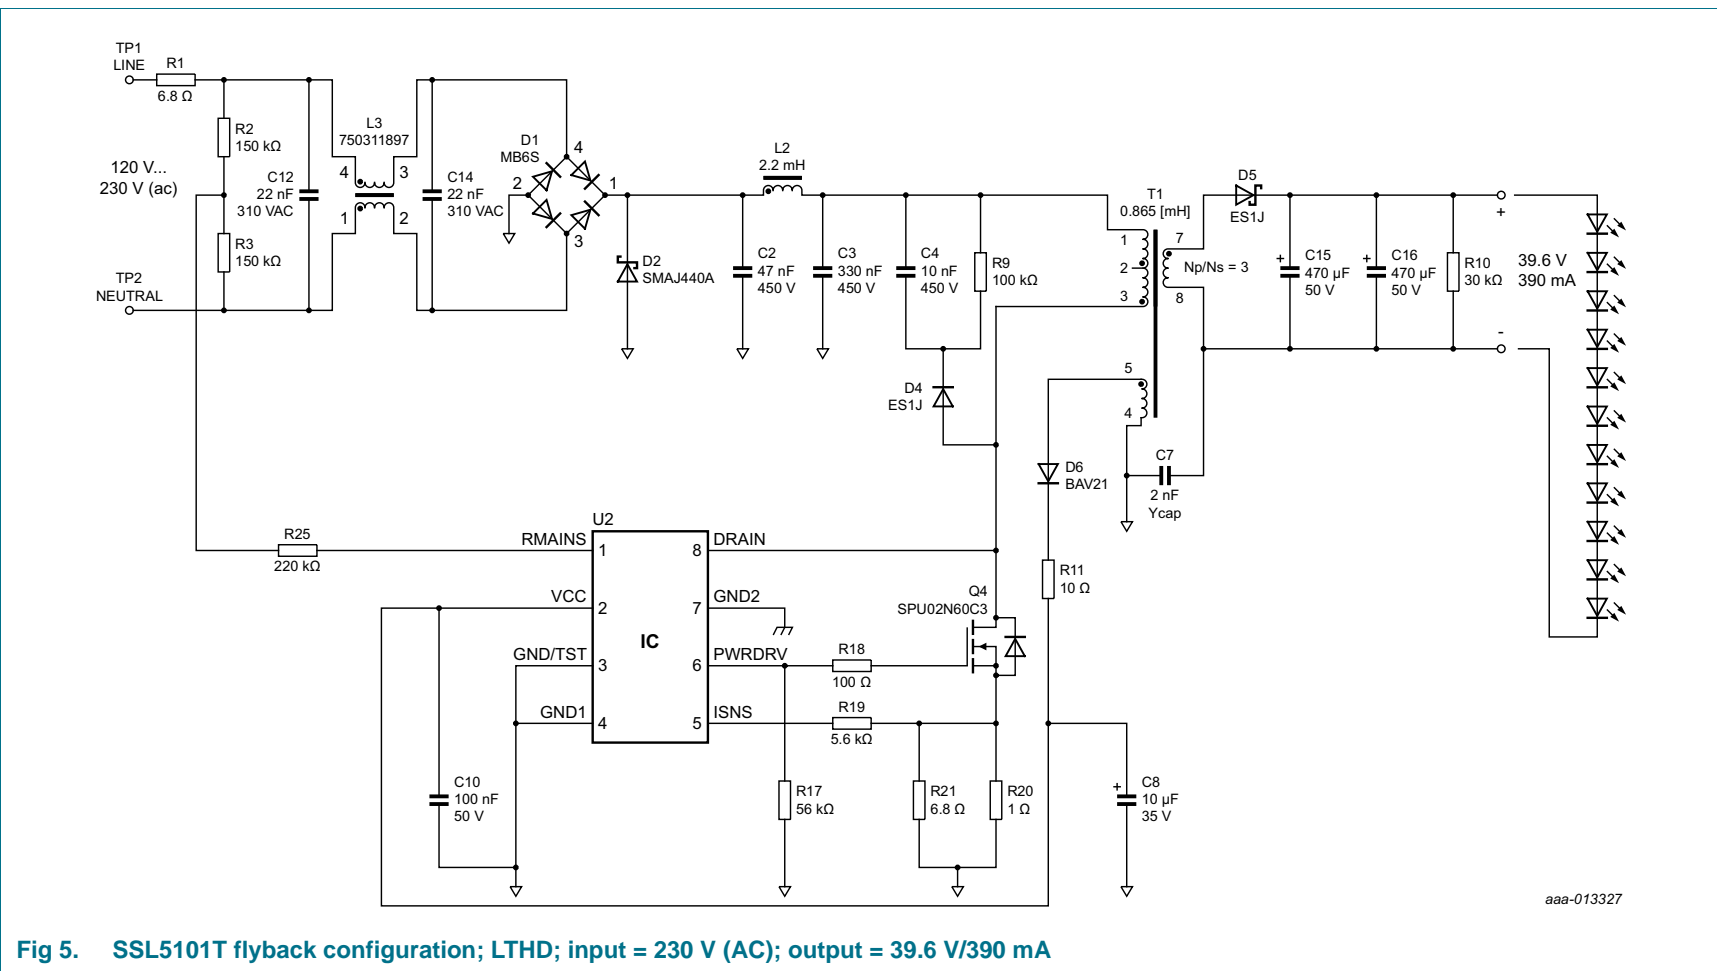 TP1
LINE
R1
6.8 Ω
R2
150 kΩ
120 V...
230 V (ac)
R3
150 kΩ
TP2
NEUTRAL
C12
22 nF
310 VAC
L3
750311897
4
3
1
2
C14
22 nF
310 VAC
D1
MB6S
4
2
1
3
D2
SMAJ440A
C2
47 nF
450 V
L2
2.2 mH
C3
330 nF
450 V
C4
10 nF
450 V
R9
100 kΩ
D4
ES1J
T1
0.865 [mH]
1
2
3
7
8
Np/Ns = 3
5
4
D5
ES1J
+
C15
470 µF
50 V
+
C16
470 µF
50 V
R10
30 kΩ
+
-
39.6 V
390 mA
C7
2 nF
Ycap
D6
BAV21
R11
10 Ω
R25
220 kΩ
U2
RMAINS
1
VCC
2
GND/TST
3
GND1
4
IC
8
DRAIN
7
GND2
6
PWRDRV
5
ISNS
Q4
SPU02N60C3
R18
100 Ω
R19
5.6 kΩ
C10
100 nF
50 V
R17
56 kΩ
R21
6.8 Ω
R20
1 Ω
+
C8
10 µF
35 V
aaa-013327
Fig 5. SSL5101T flyback configuration; LTHD; input = 230 V (AC); output = 39.6 V/390 mA